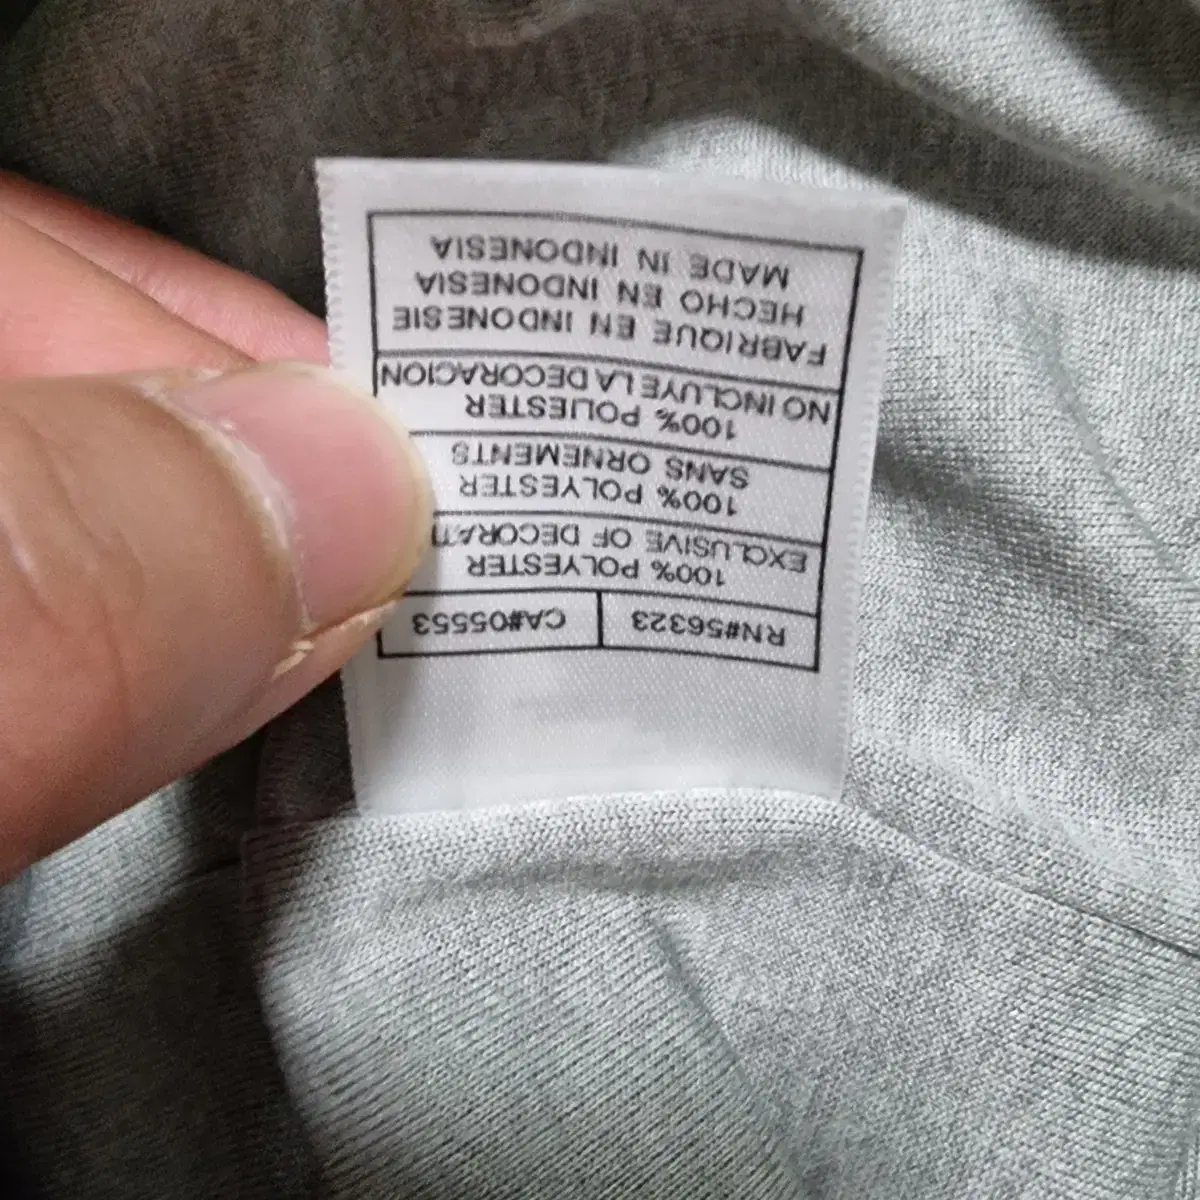 RN#56323 CA#05553
100% POLYESTER
EXCLUSIVE OF
100% POLYESTER
SANS ORNEMENTS
100% POLIESTER
NO INCLUYE LA DECORACION
FABRIQUE EN INDONESIE
HECHO EN INDONESIA
MADE IN INDONESIA